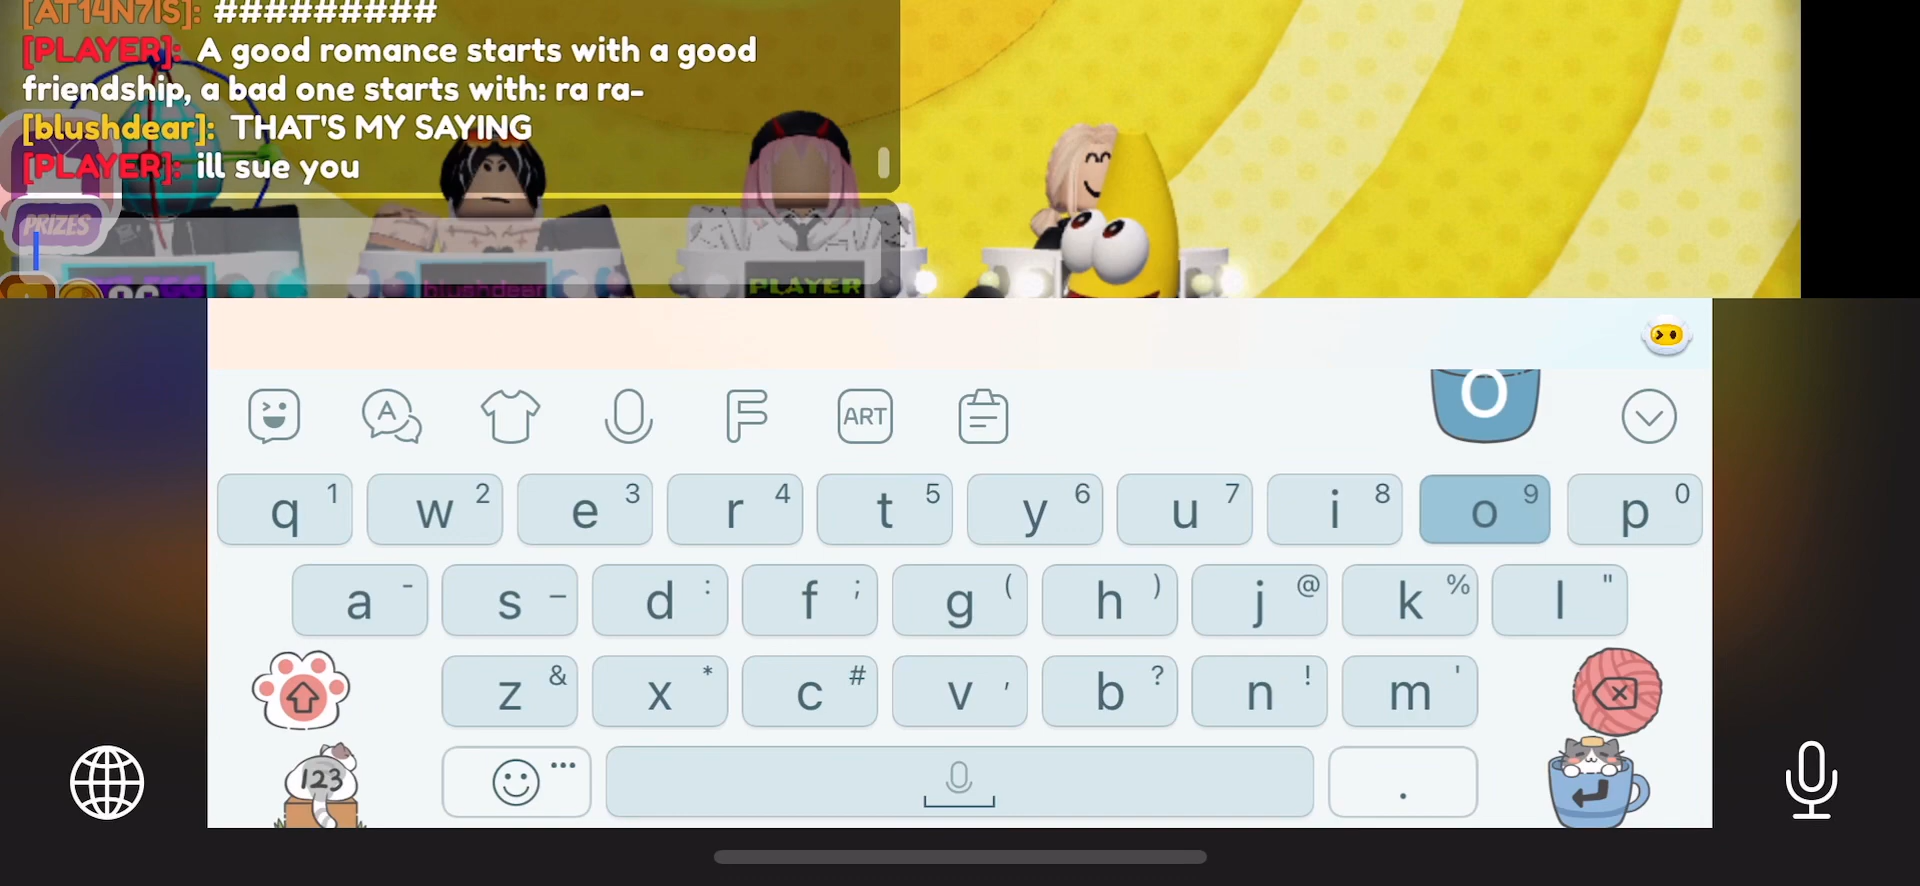 [AT14N7IS]: #########
[PLAYER]: A good romance starts with a good
friendship, a bad one starts with: ra ra-
[blushdear]: THAT'S MY SAYING
[PLAYER]: ill sue you
PRIZES
blushdear
PLAYER
O
A
F
ART
q 1 w 2 e 3 r 4 t 5 y 6 u 7 i 8 o 9 p 0
a - s – d : f ; g ( h ) j @ k % l "
z & x * c # v , b ? n ! m '
123 .